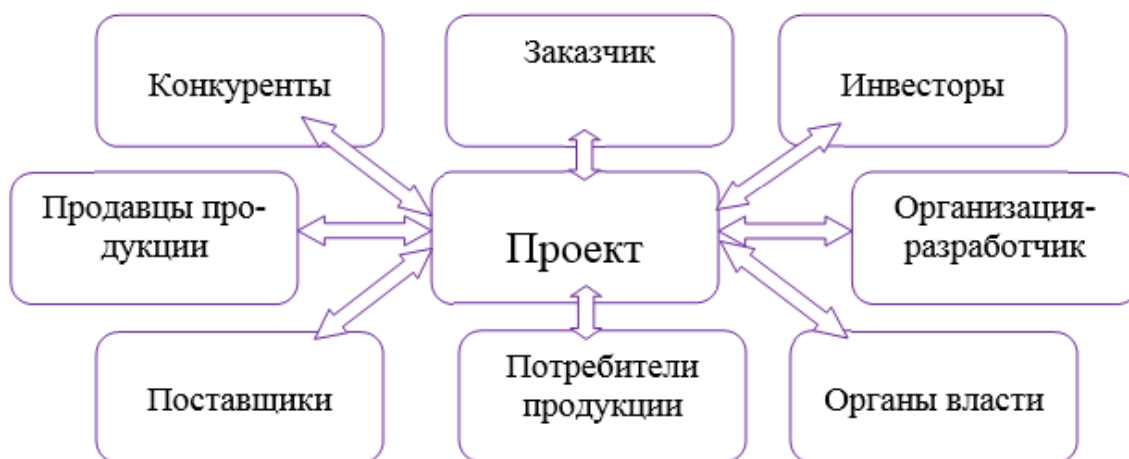 Конкуренты
Заказчик
Инвесторы
Продавцы про-
дукции
Проект
Организация-
разработчик
Поставщики
Потребители
продукции
Органы власти